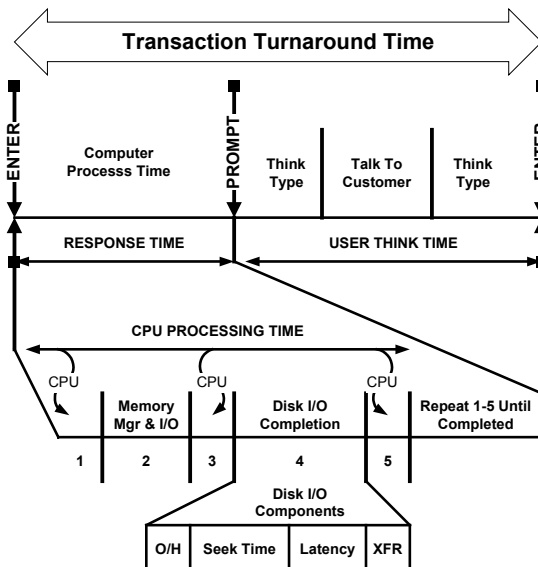 Transaction Turnaround Time
ENTER
Computer
Processs Time
PROMPT
Think
Type
Talk To
Customer
Think
Type
ENTER
RESPONSE TIME
USER THINK TIME
CPU PROCESSING TIME
CPU
CPU
CPU
Memory
Mgr & I/O
Disk I/O
Completion
Repeat 1-5 Until
Completed
1
2
3
4
5
Disk I/O
Components
O/H
Seek Time
Latency
XFR